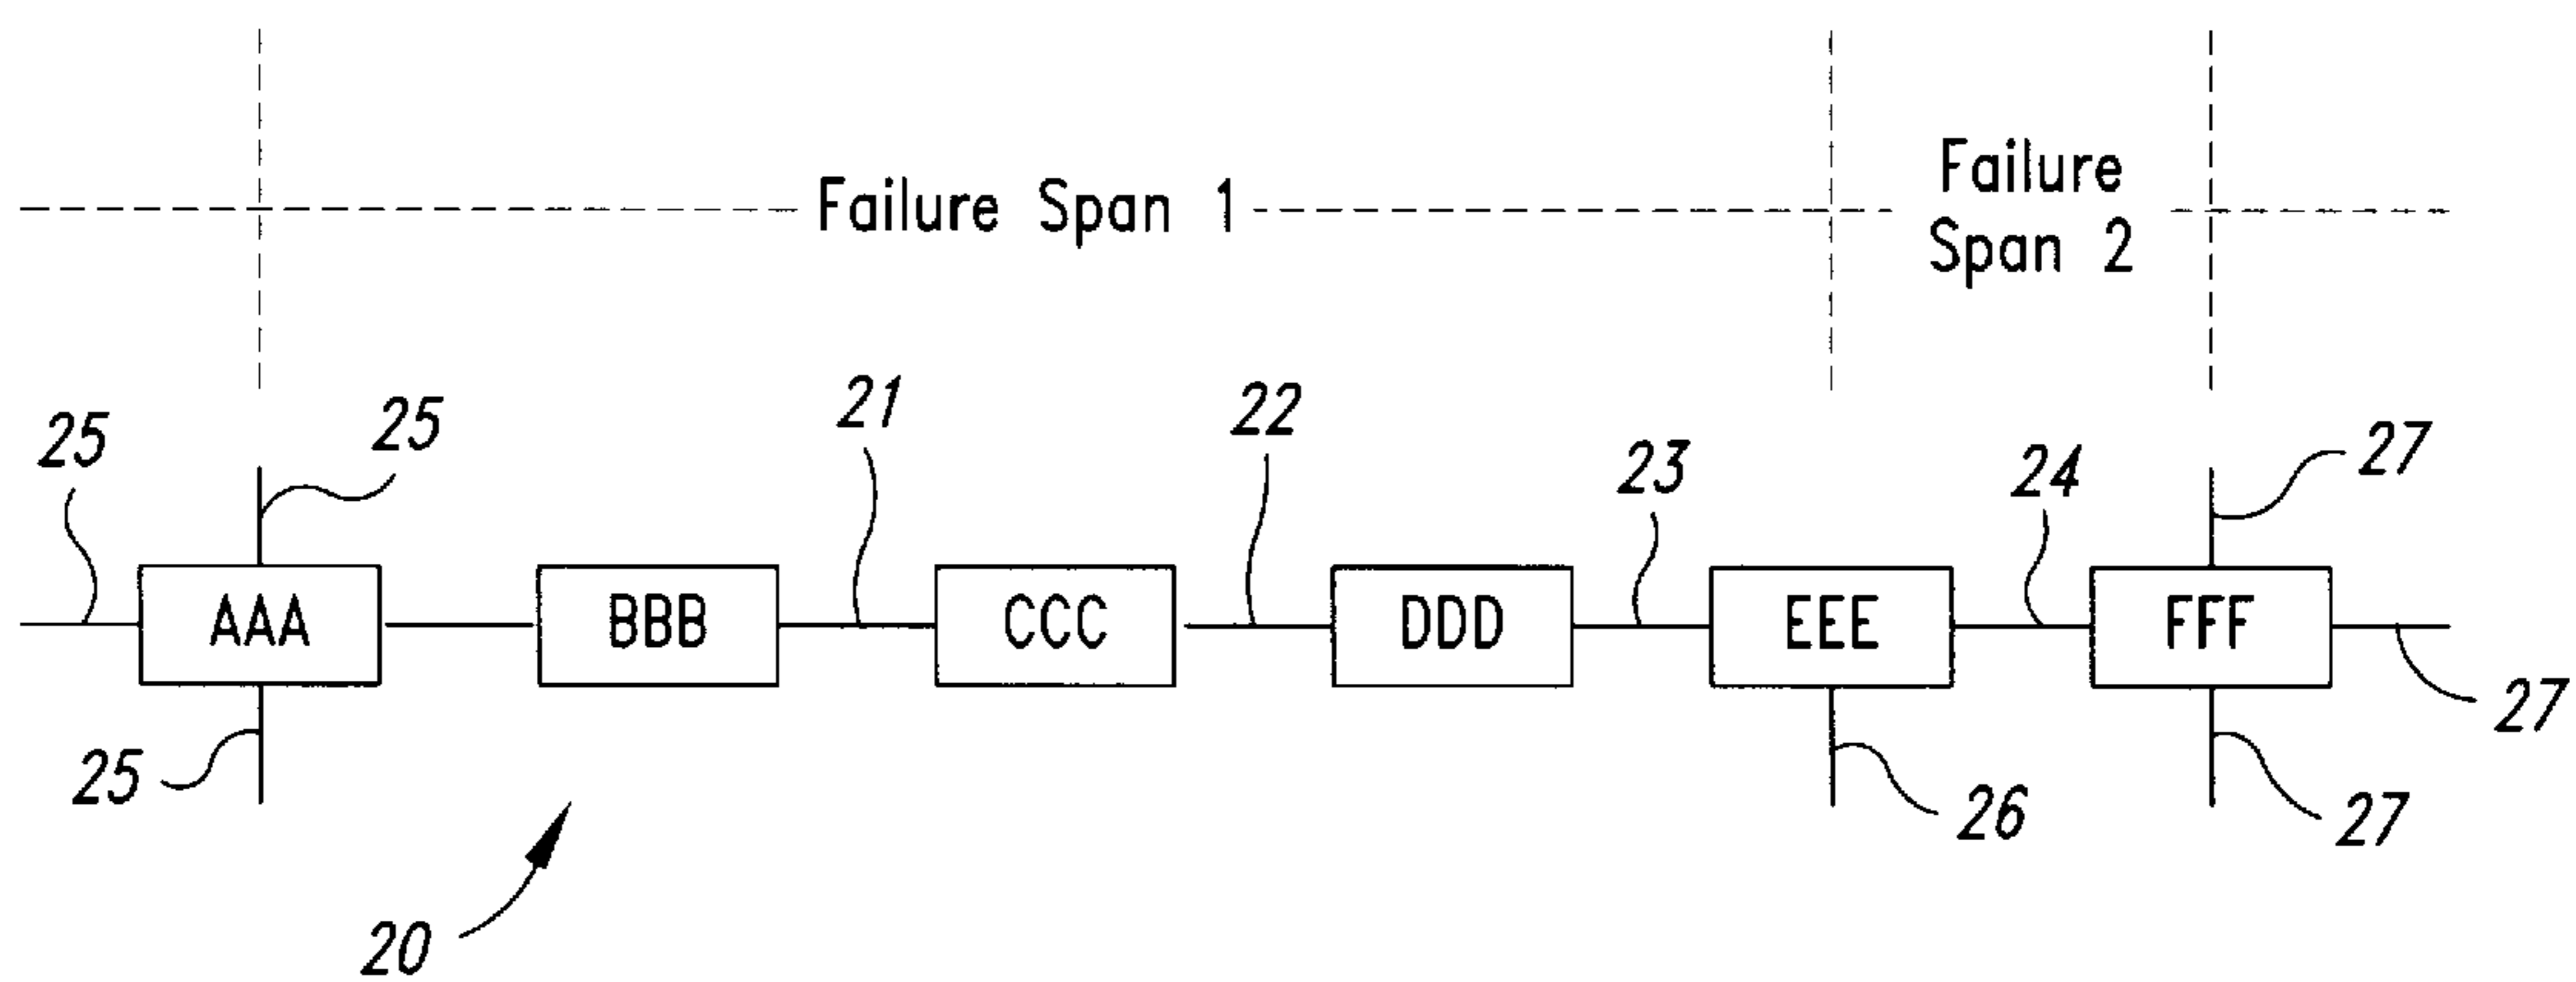 Failure
Failure Span 1
Span 2
25
25
21
22
23
24
27
AAA
BBB
CCC
DDD
EEE
FFF
25
26
27
27
20